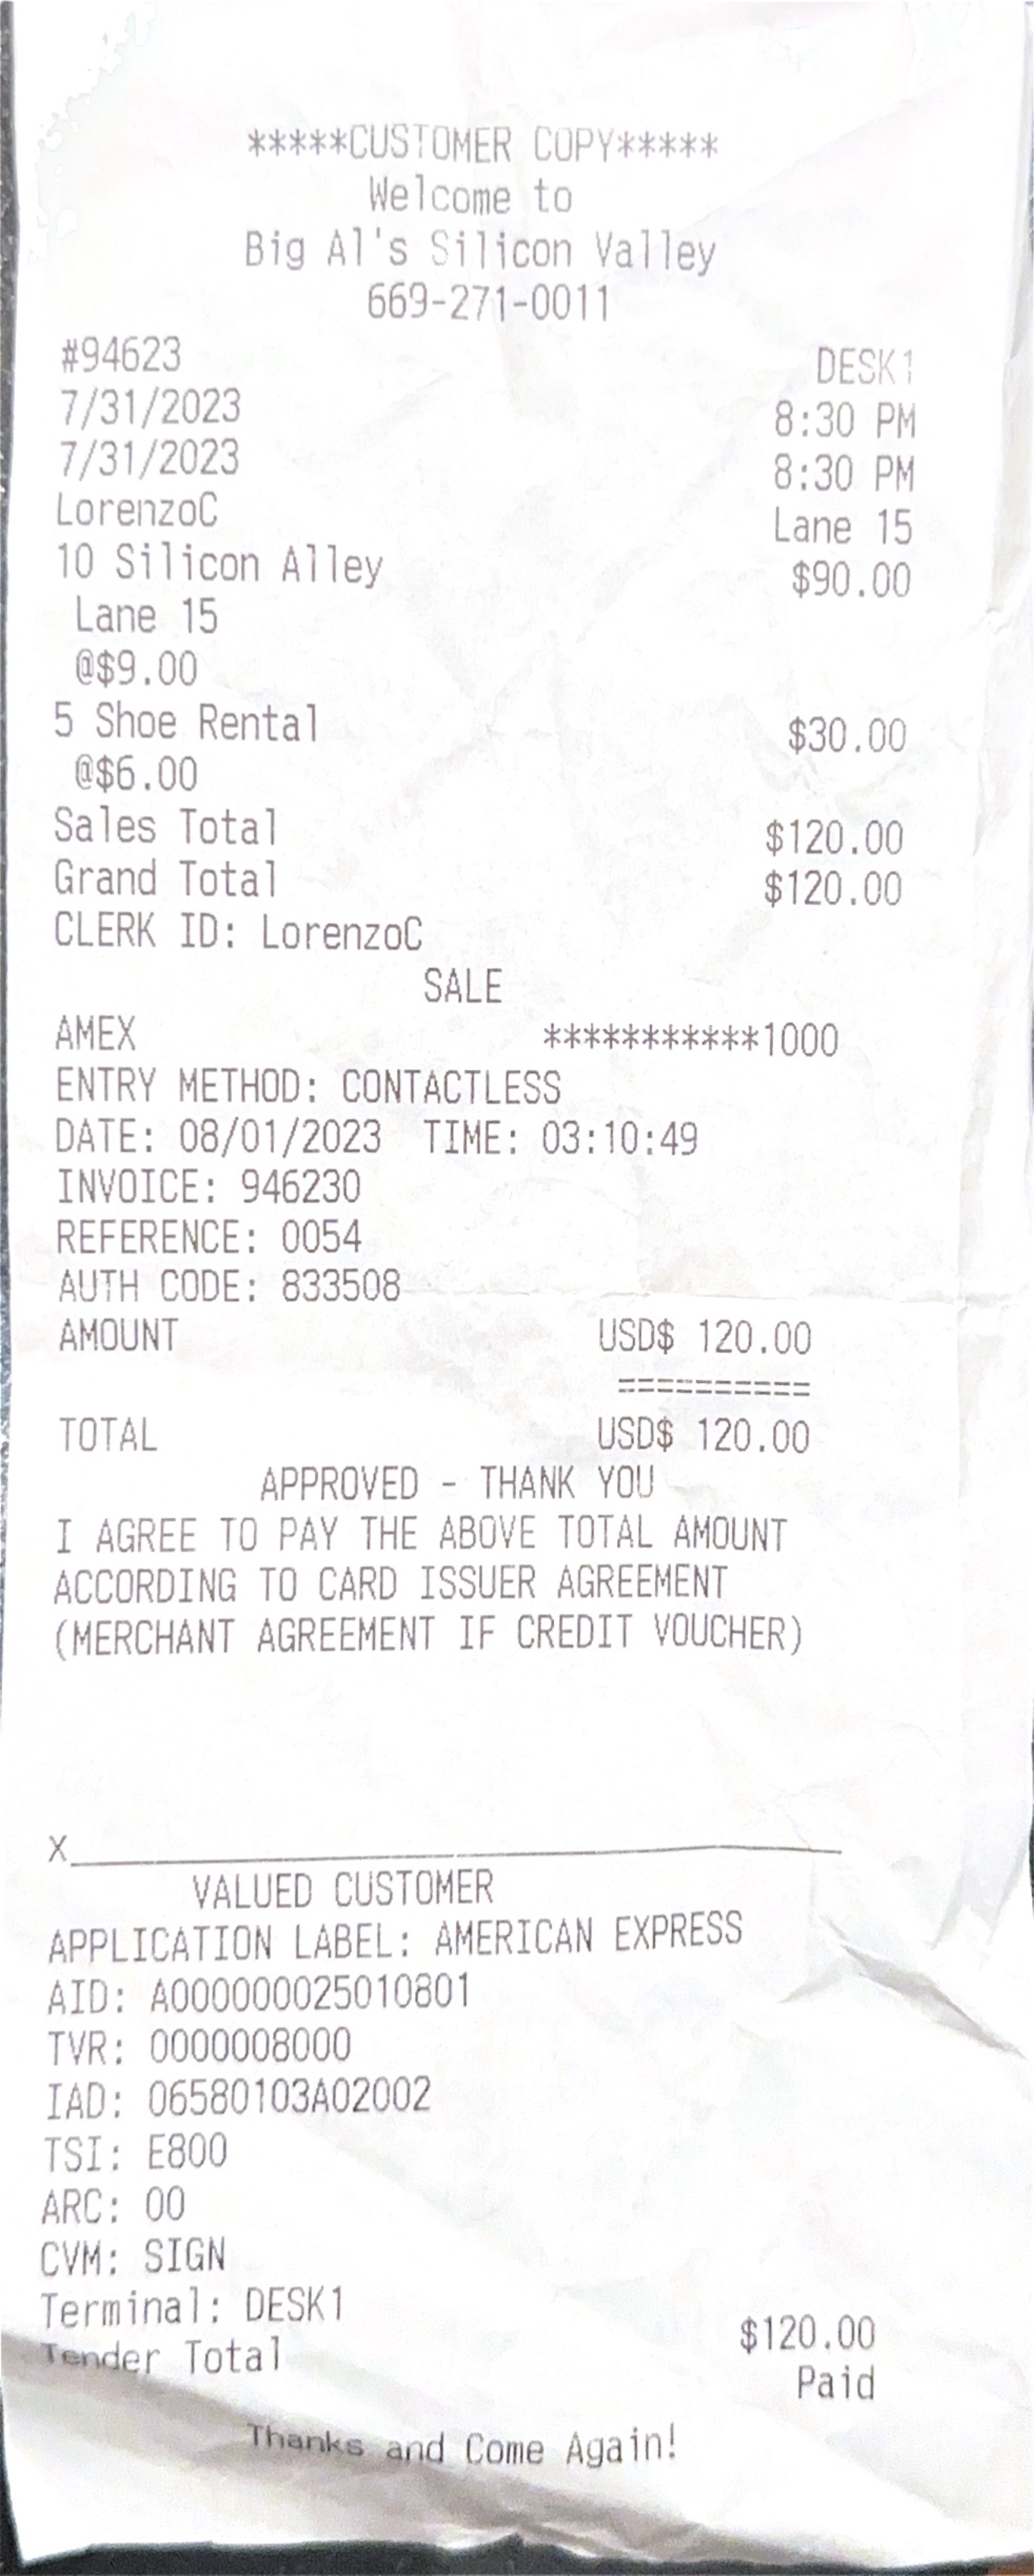 *****CUSTOMER COPY*****
Welcome to
Big Al's Silicon Valley
669-271-0011
#94623 DESK1
7/31/2023 8:30 PM
7/31/2023 8:30 PM
LorenzoC Lane 15
10 Silicon Alley $90.00
Lane 15
@$9.00
5 Shoe Rental $30.00
@$6.00
Sales Total $120.00
Grand Total $120.00
CLERK ID: LorenzoC
SALE
AMEX ***********1000
ENTRY METHOD: CONTACTLESS
DATE: 08/01/2023 TIME: 03:10:49
INVOICE: 946230
REFERENCE: 0054
AUTH CODE: 833508
AMOUNT USD$ 120.00
==========
TOTAL USD$ 120.00
APPROVED - THANK YOU
I AGREE TO PAY THE ABOVE TOTAL AMOUNT
ACCORDING TO CARD ISSUER AGREEMENT
(MERCHANT AGREEMENT IF CREDIT VOUCHER)
X
VALUED CUSTOMER
APPLICATION LABEL: AMERICAN EXPRESS
AID: A000000025010801
TVR: 0000008000
IAD: 06580103A02002
TSI: E800
ARC: 00
CVM: SIGN
Terminal: DESK1
Tender Total $120.00
Paid
Thanks and Come Again!